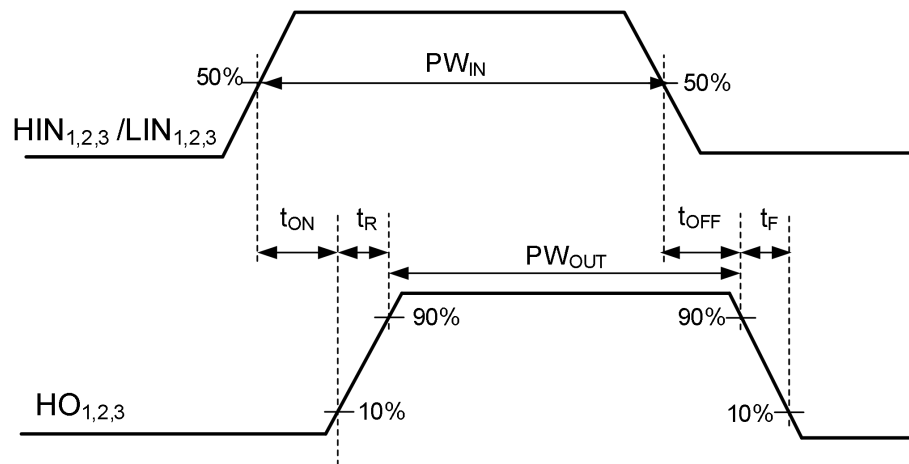 PW_IN
50%
50%
HIN_1,2,3 /LIN_1,2,3
t_ON
t_R
t_OFF
t_F
PW_OUT
90%
90%
HO_1,2,3
10%
10%